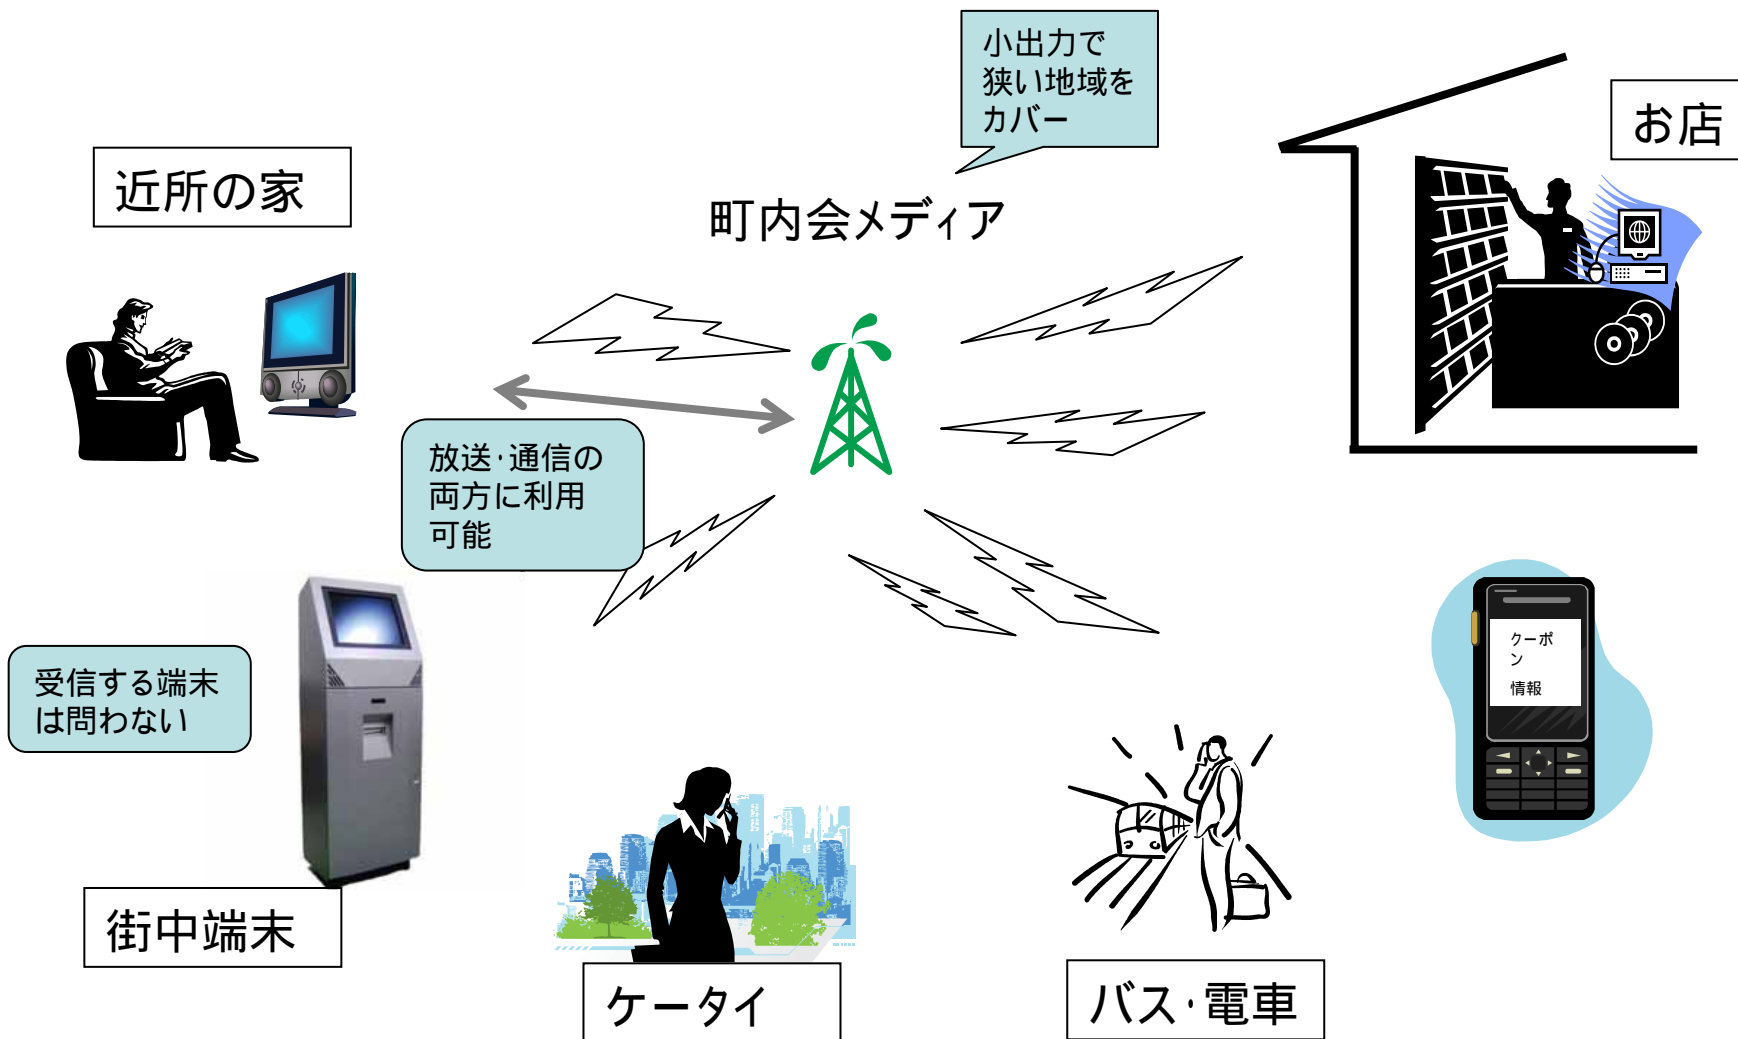 小出力で
狭い地域を
カバー
お店
近所の家
町内会メディア
放送・通信の
両方に利用
可能
受信する端末
は問わない
クーポ
ン
情報
街中端末
ケータイ
バス・電車